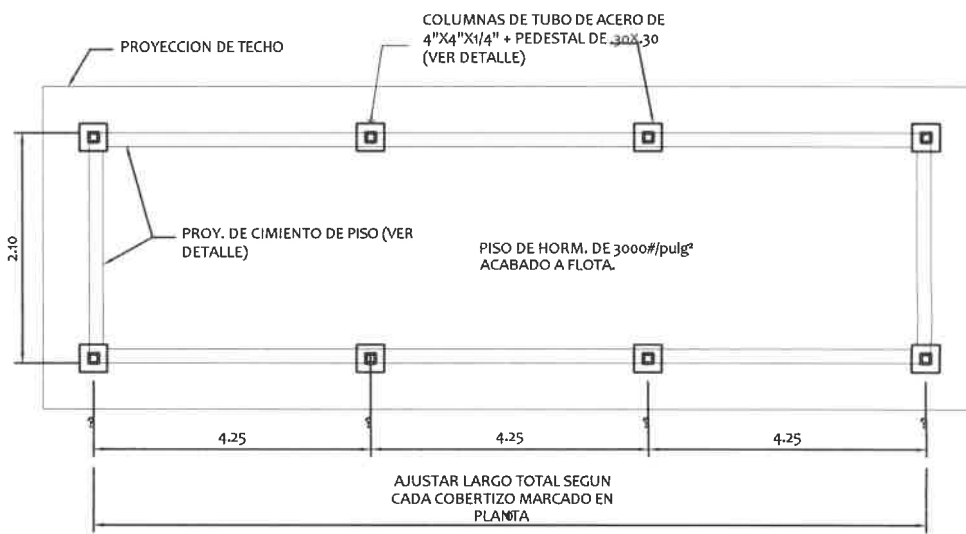 COLUMNAS DE TUBO DE ACERO DE
4"X4"X1/4" + PEDESTAL DE .30X.30
(VER DETALLE)
PROYECCION DE TECHO
PROY. DE CIMIENTO DE PISO (VER
DETALLE)
PISO DE HORM. DE 3000#/pulg²
ACABADO A FLOTA.
2.10
4.25
4.25
4.25
AJUSTAR LARGO TOTAL SEGUN
CADA COBERTIZO MARCADO EN
PLANTA